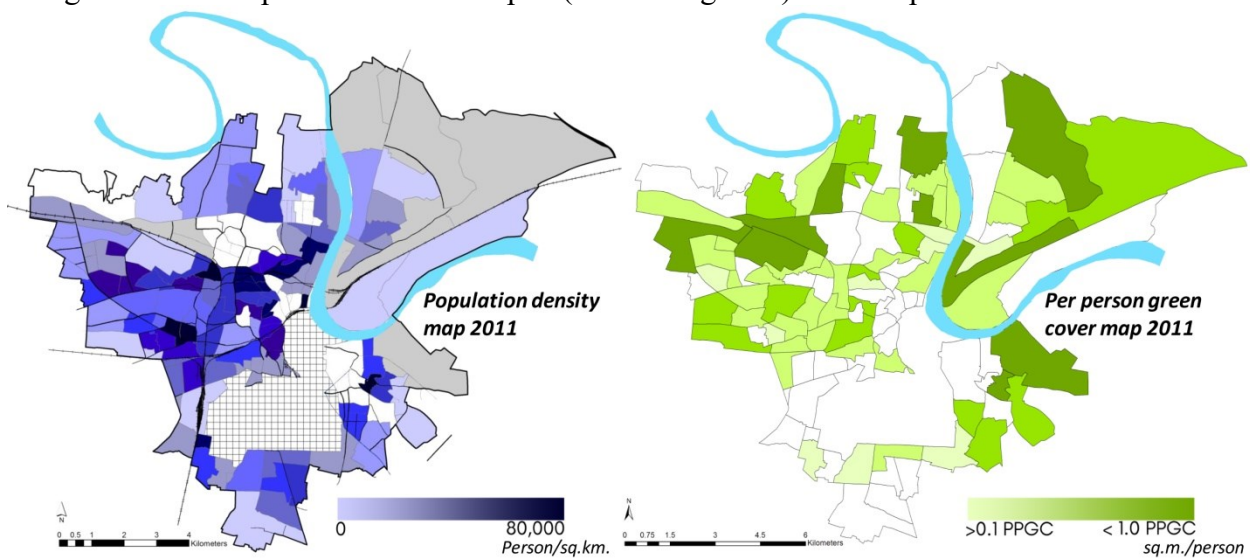 Population density
map 2011
0
80,000
Person/sq.km.
N
0 0.5 1 2 3 4
Kilometers
Per person green
cover map 2011
>0.1 PPGC
< 1.0 PPGC
sq.m./person
N
0 0.75 1.5 3 4.5 6
Kilometers